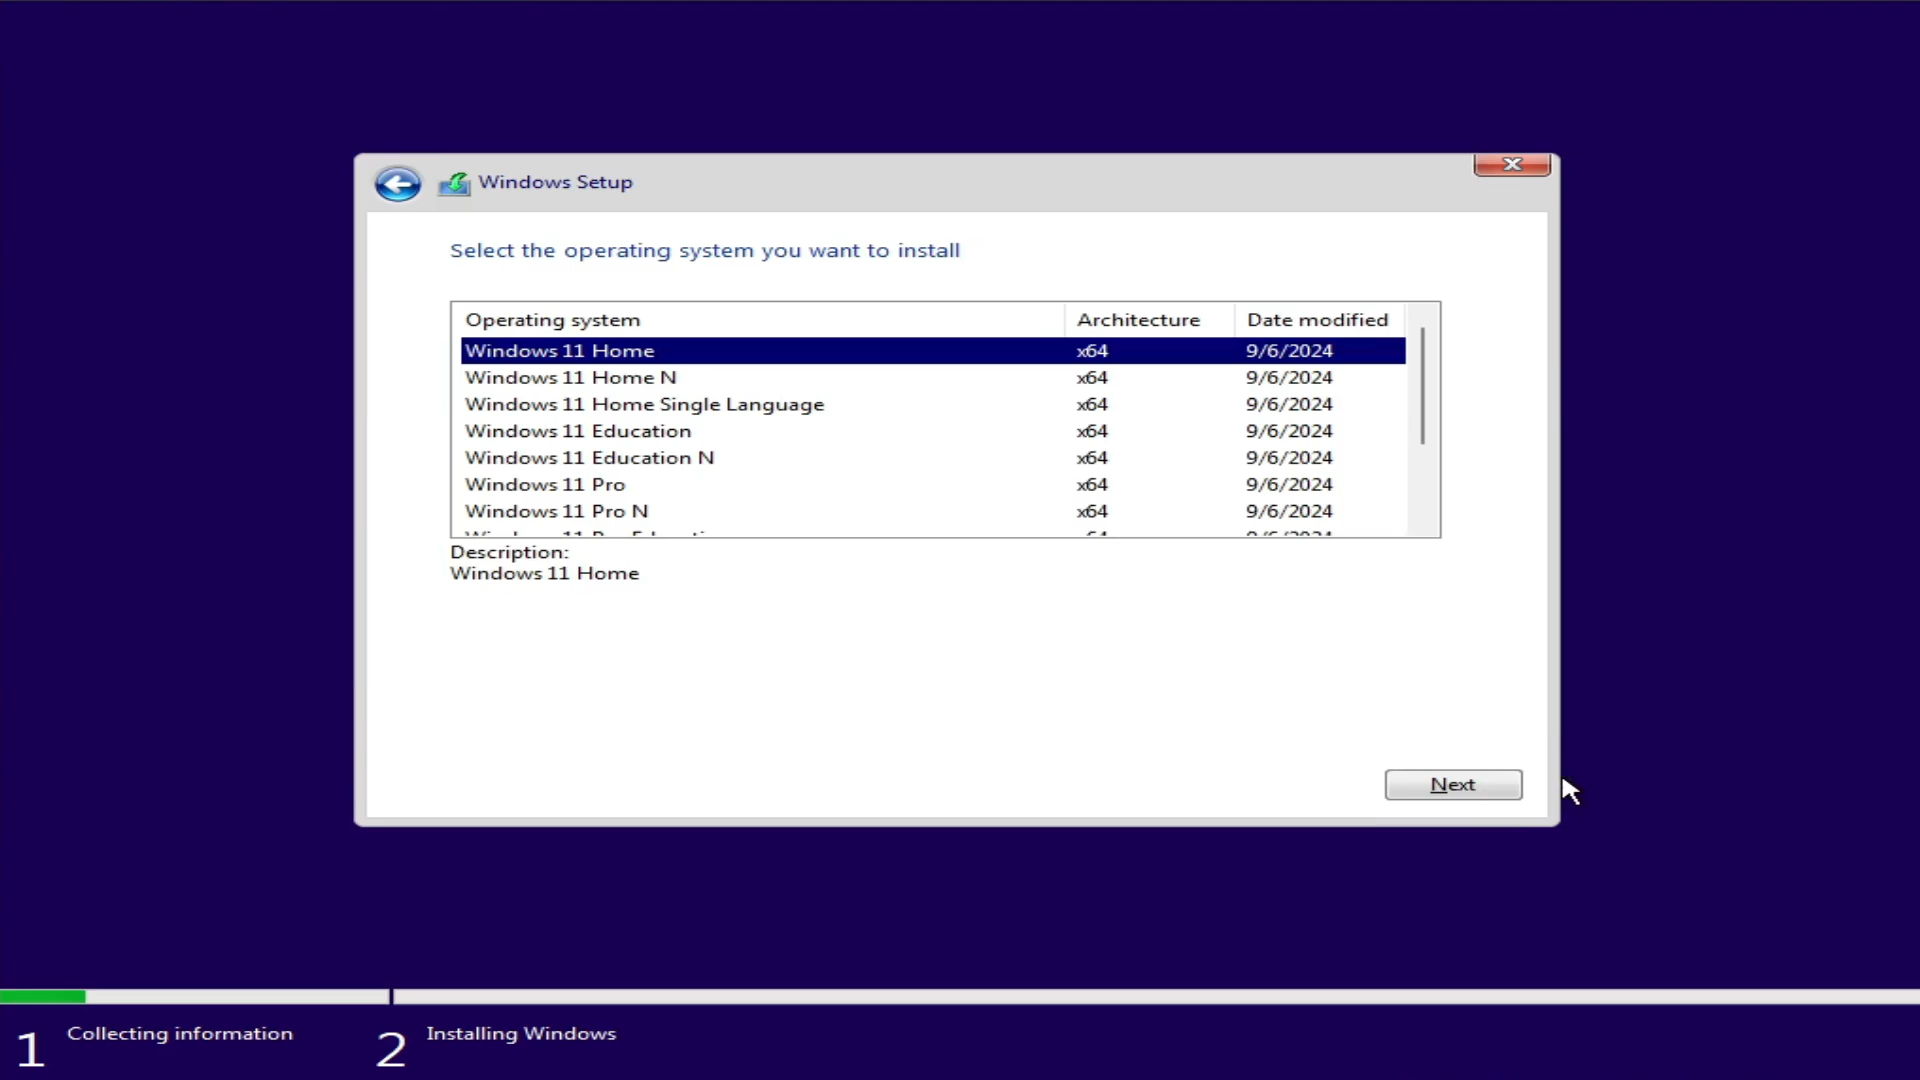 Windows Setup
Select the operating system you want to install
Operating system Architecture Date modified
Windows 11 Home x64 9/6/2024
Windows 11 Home N x64 9/6/2024
Windows 11 Home Single Language x64 9/6/2024
Windows 11 Education x64 9/6/2024
Windows 11 Education N x64 9/6/2024
Windows 11 Pro x64 9/6/2024
Windows 11 Pro N x64 9/6/2024
Description:
Windows 11 Home
Next
1 Collecting information 2 Installing Windows